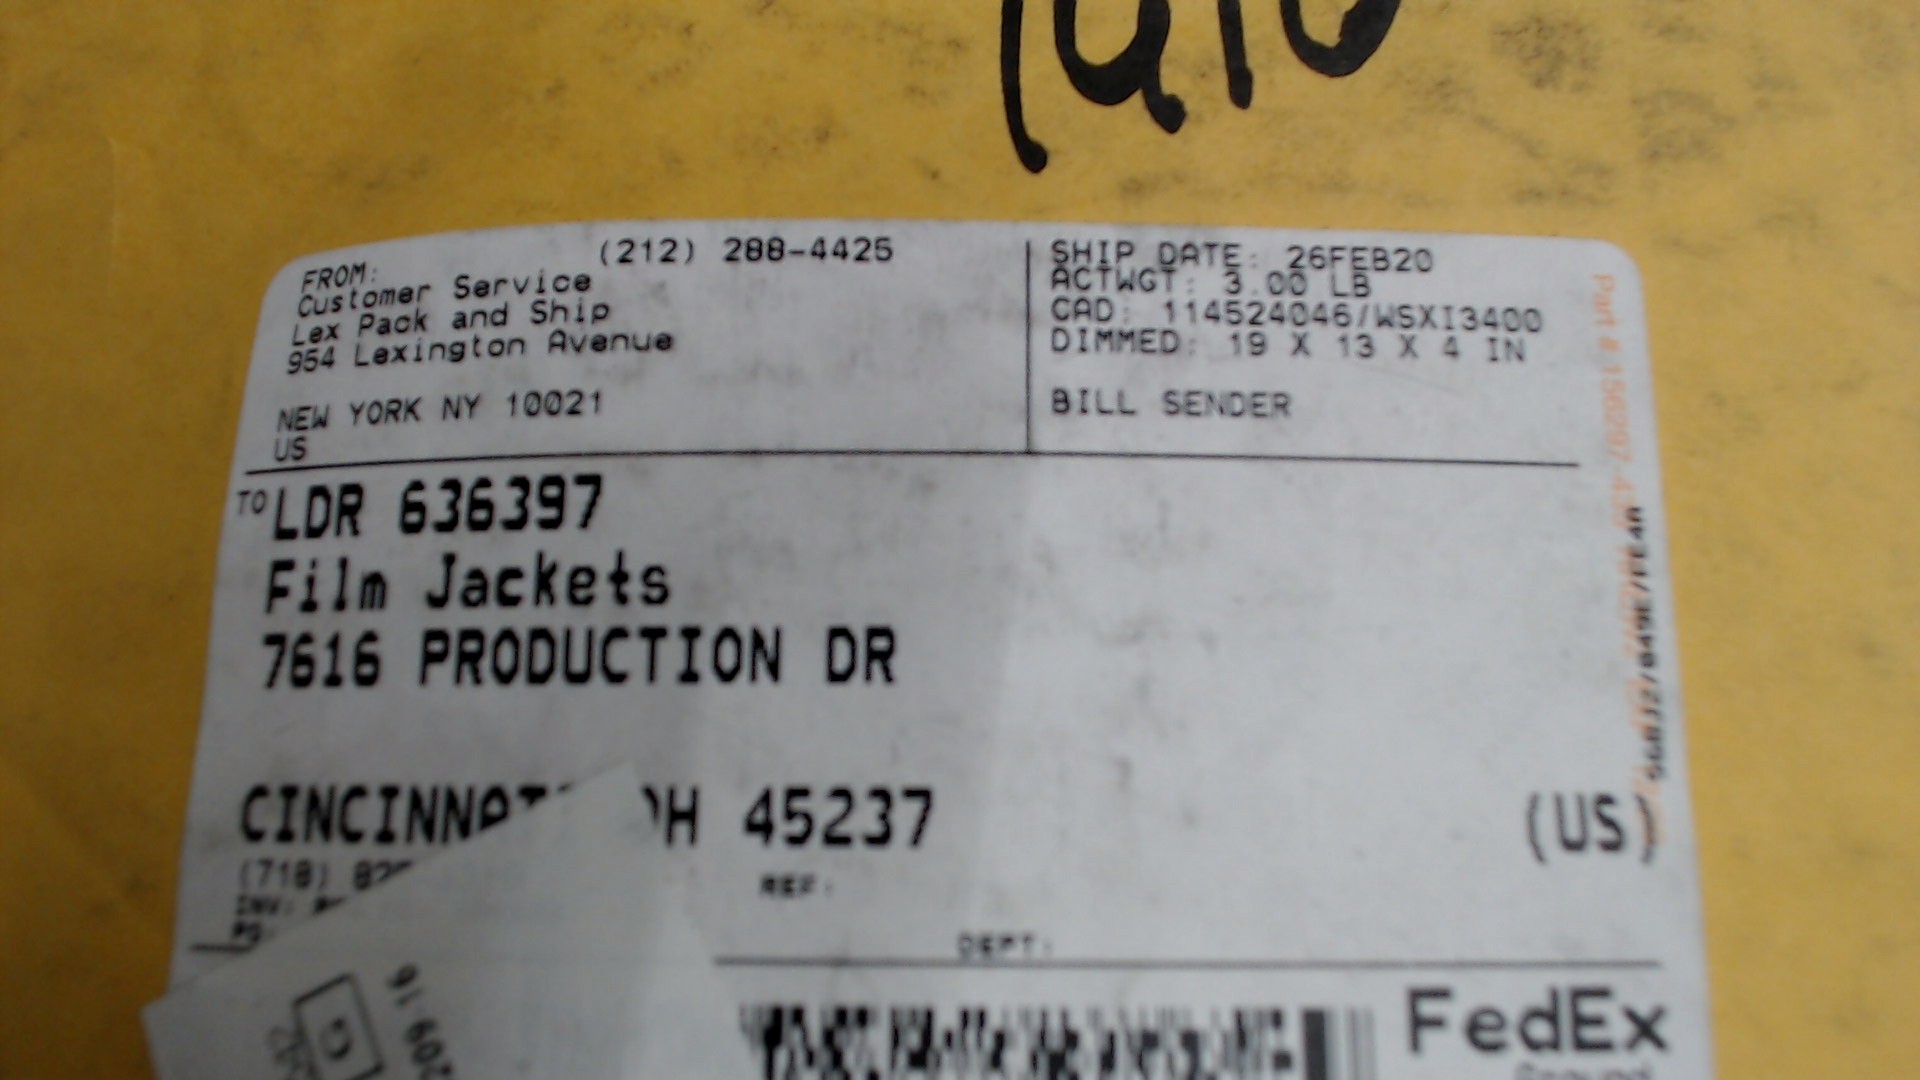 (212) 288-4425
FROM:
Customer Service
Lex Pack and Ship
954 Lexington Avenue
NEW YORK NY 10021
US
SHIP DATE: 26FEB20
ACTWGT: 3.00 LB
CAD: 114524046/WSXI3400
DIMMED: 19 X 13 X 4 IN
BILL SENDER
TO LDR 636397
Film Jackets
7616 PRODUCTION DR
45237
(US)
(718)
REF:
DEPT:
FedEx
Ground